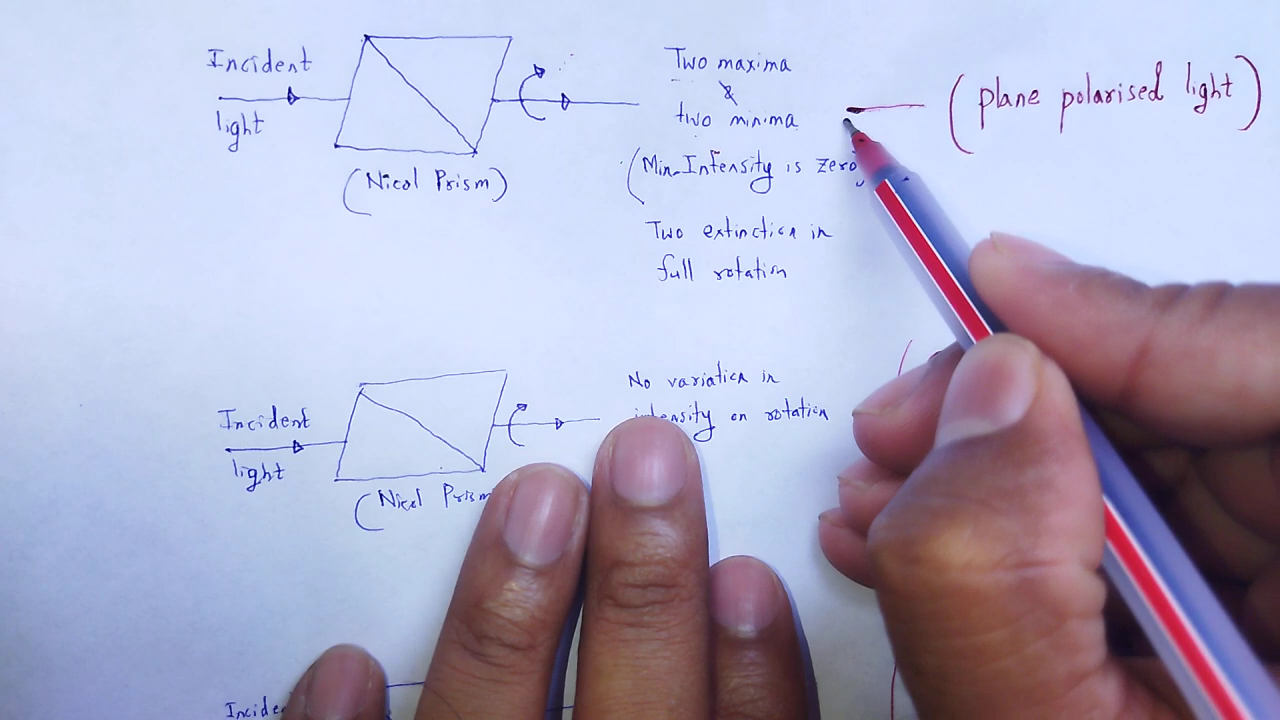 Incident
light
(Nicol Prism)
Two maxima
&
two minima
(Min. Intensity is zero)
Two extinction in
full rotation
(plane polarised light)
Incident
light
(Nicol Prism
No variation in
intensity on rotation
Incide